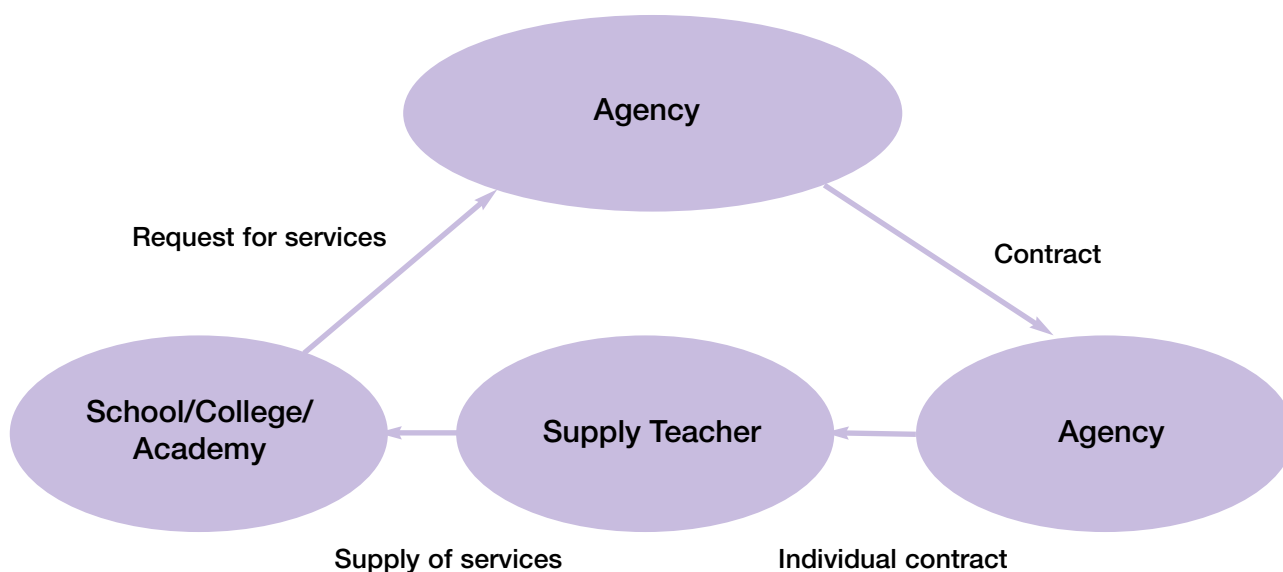 Agency
Request for services
Contract
School/College/
Academy
Supply Teacher
Agency
Supply of services
Individual contract